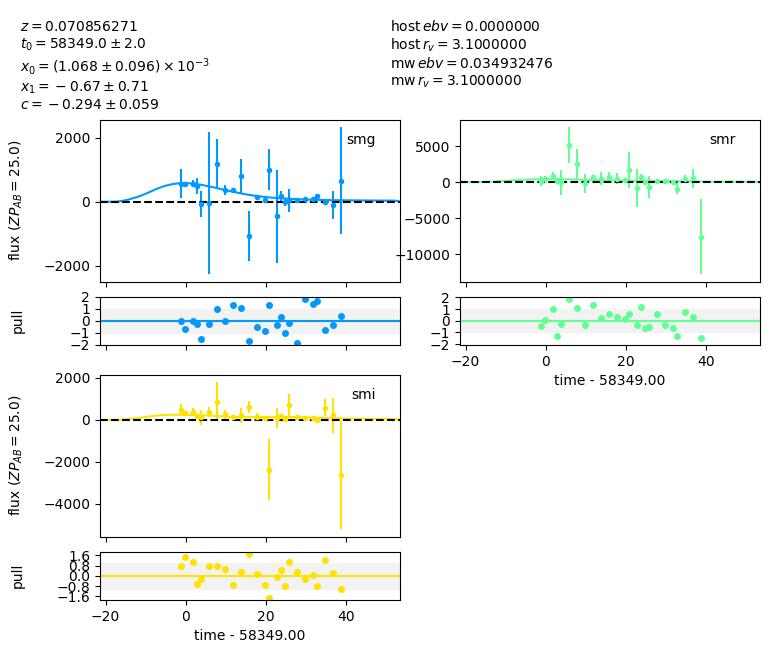 z = 0.070856271
t₀ = 58349.0 ± 2.0
x₀ = (1.068 ± 0.096) × 10⁻³
x₁ = − 0.67 ± 0.71
c = − 0.294 ± 0.059
host ebv = 0.0000000
host r_v = 3.1000000
mw ebv = 0.034932476
mw r_v = 3.1000000
smg
flux (ZP_AB = 25.0)
2000
0
−2000
smr
5000
0
−5000
−10000
pull
2
1
0
−1
−2
2
1
0
−1
−2
−20
0
20
40
time - 58349.00
smi
flux (ZP_AB = 25.0)
2000
0
−2000
−4000
pull
1.6
0.8
0.0
−0.8
−1.6
−20
0
20
40
time - 58349.00